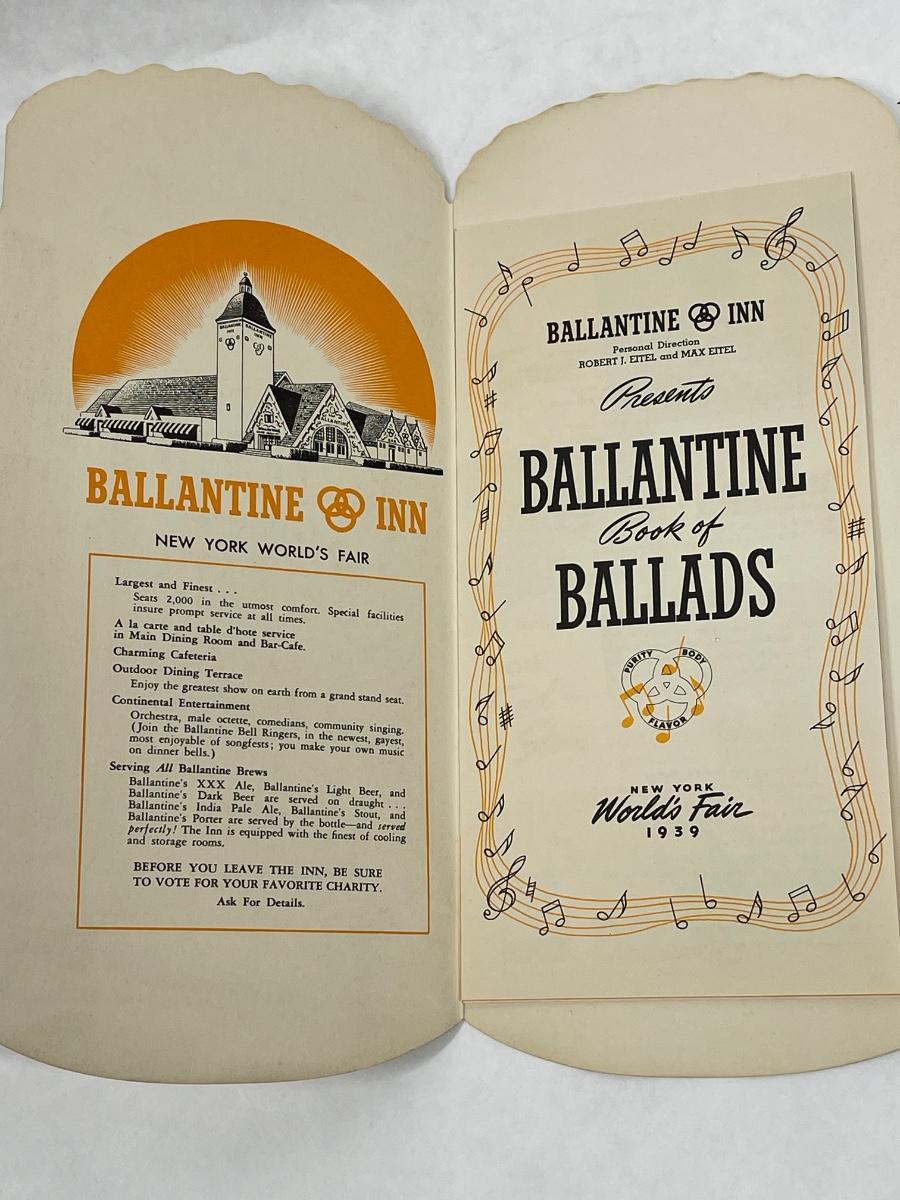 BALLANTINE INN
BALLANTINE
BALLANTINE
BALLANTINE INN
NEW YORK WORLD'S FAIR
Largest and Finest . . .
Seats 2,000 in the utmost comfort. Special facilities
insure prompt service at all times.
A la carte and table d'hote service
in Main Dining Room and Bar-Cafe.
Charming Cafeteria
Outdoor Dining Terrace
Enjoy the greatest show on earth from a grand stand seat.
Continental Entertainment
Orchestra, male octette, comedians, community singing.
(Join the Ballantine Bell Ringers, in the newest, gayest,
most enjoyable of songfests; you make your own music
on dinner bells.)
Serving All Ballantine Brews
Ballantine's XXX Ale, Ballantine's Light Beer, and
Ballantine's Dark Beer are served on draught . . .
Ballantine's India Pale Ale, Ballantine's Stout, and
Ballantine's Porter are served by the bottle—and served
perfectly! The Inn is equipped with the finest of cooling
and storage rooms.
BEFORE YOU LEAVE THE INN, BE SURE
TO VOTE FOR YOUR FAVORITE CHARITY.
Ask For Details.
BALLANTINE INN
Personal Direction
ROBERT J. EITEL and MAX EITEL
Presents
BALLANTINE
Book of
BALLADS
PURITY BODY
FLAVOR
NEW YORK
World's Fair
1939